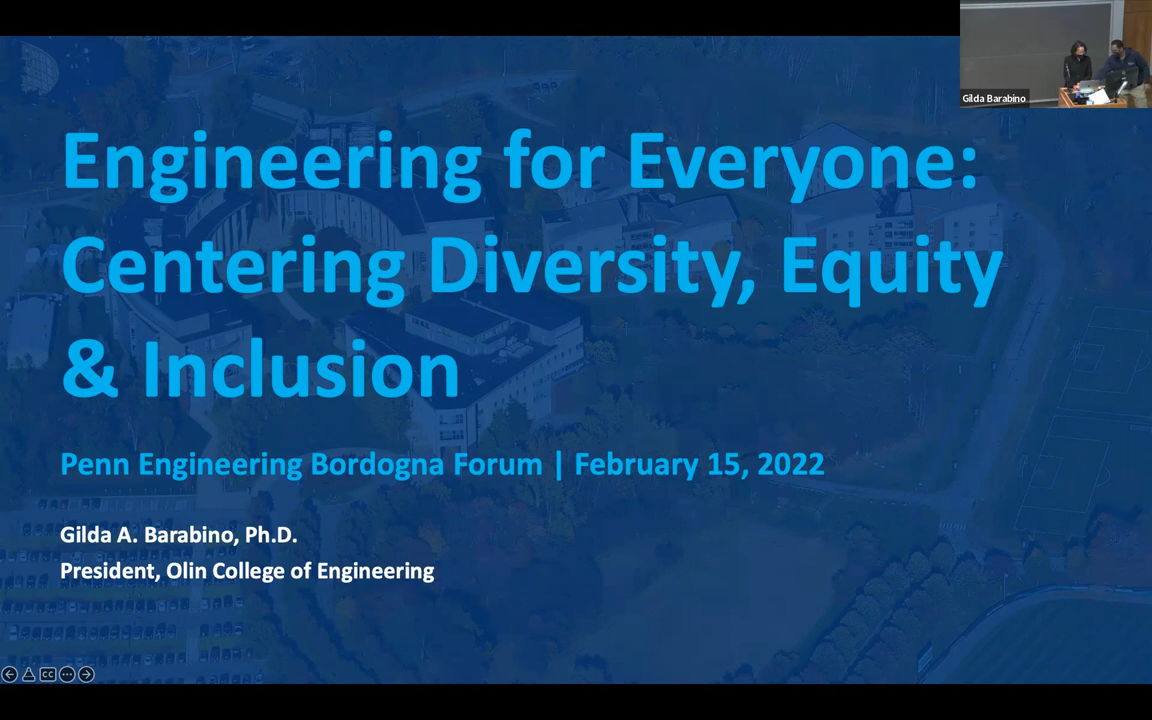 Gilda Barabino
Engineering for Everyone:
Centering Diversity, Equity
& Inclusion
Penn Engineering Bordogna Forum | February 15, 2022
Gilda A. Barabino, Ph.D.
President, Olin College of Engineering
CC